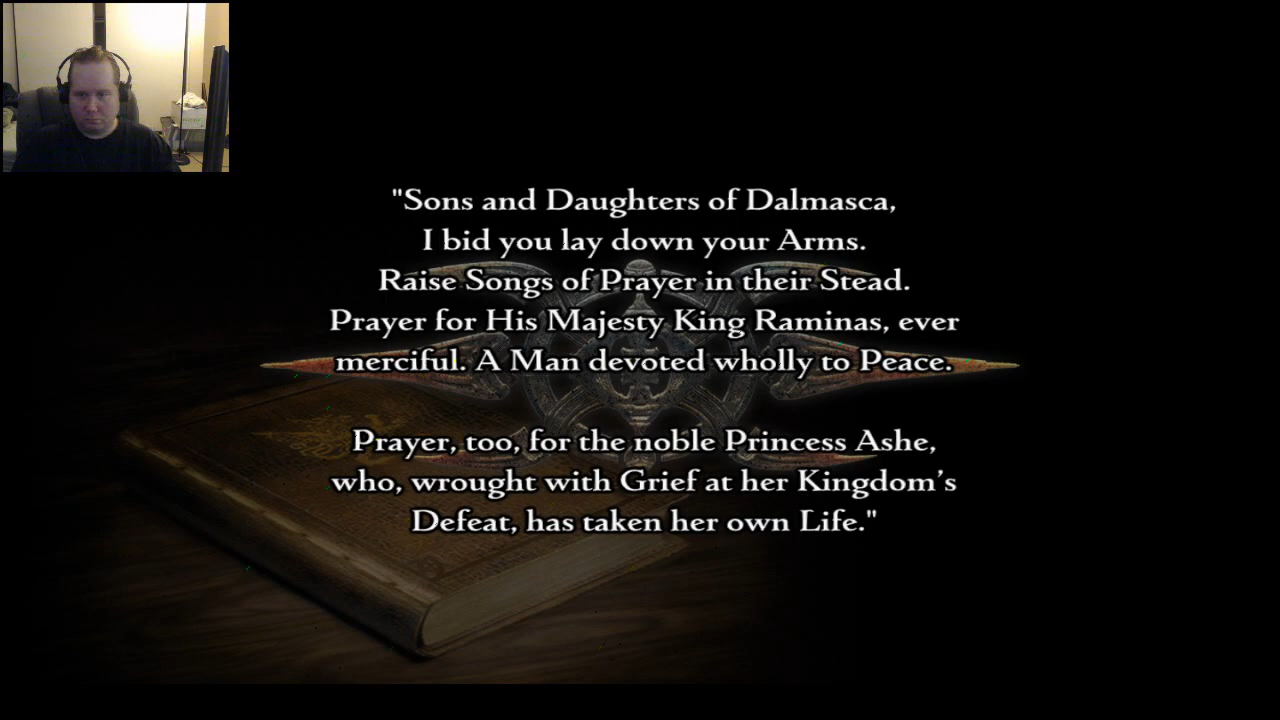 "Sons and Daughters of Dalmasca,
I bid you lay down your Arms.
Raise Songs of Prayer in their Stead.
Prayer for His Majesty King Raminas, ever
merciful. A Man devoted wholly to Peace.
Prayer, too, for the noble Princess Ashe,
who, wrought with Grief at her Kingdom's
Defeat, has taken her own Life."